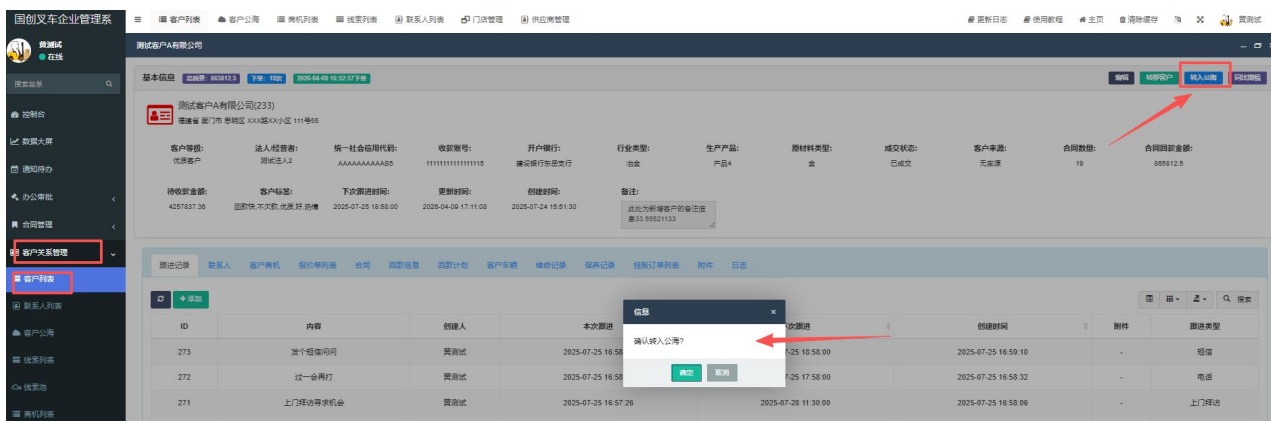 国创叉车企业管理系
客户列表 客户公海 商机列表 线索列表 联系人列表 门店管理 供应商管理
更新日志 使用教程 主页 清除缓存 黄测试
黄测试
在线
测试客户A有限公司
搜索菜单
控制台
数据大屏
通知待办
办公审批
合同管理
客户关系管理
客户列表
联系人列表
客户公海
线索列表
线索池
商机列表
基本信息 总消费: 865812.5 下单: 19次 2026-04-09 16:52:57下单
编辑 转移客户 转入公海
测试客户A有限公司(233)
福建省 厦门市 思明区 XXX路XX小区 111号55
客户等级: 法人/经营者: 统一社会信用代码: 收款账号: 开户银行: 行业类型: 生产产品: 原材料类型: 成交状态: 客户来源: 合同数量: 合同回款金额:
优质客户 测试法人2 AAAAAAAAAAB5 1111111111111115 建设银行东岳支行 冶金 产品4 金 已成交 无来源 19 865812.5
待收款金额: 客户标签: 下次跟进时间: 更新时间: 创建时间: 备注:
4257837.36 回款快,不欠款,优质,好,热情 2025-07-25 18:58:00 2026-04-09 17:11:08 2025-07-24 15:51:30
此处为新增客户的备注信
息33 55521133
跟进记录 联系人 客户商机 报价单列表 合同 回款信息 回款计划 客户车辆 维修记录 保养记录 挂账订单列表 附件 日志
添加
搜索
ID 内容 创建人 本次跟进 次跟进 创建时间 附件 跟进类型
273 发个短信问问 黄测试 2025-07-25 16:58 7-25 18:58:00 2025-07-25 16:59:10 - 短信
272 过一会再打 黄测试 2025-07-25 16:58 7-25 17:58:00 2025-07-25 16:58:32 - 电话
271 上门拜访寻求机会 黄测试 2025-07-25 16:57:26 2025-07-28 11:30:00 2025-07-25 16:58:06 - 上门拜访
信息 ×
确认转入公海?
确定 取消